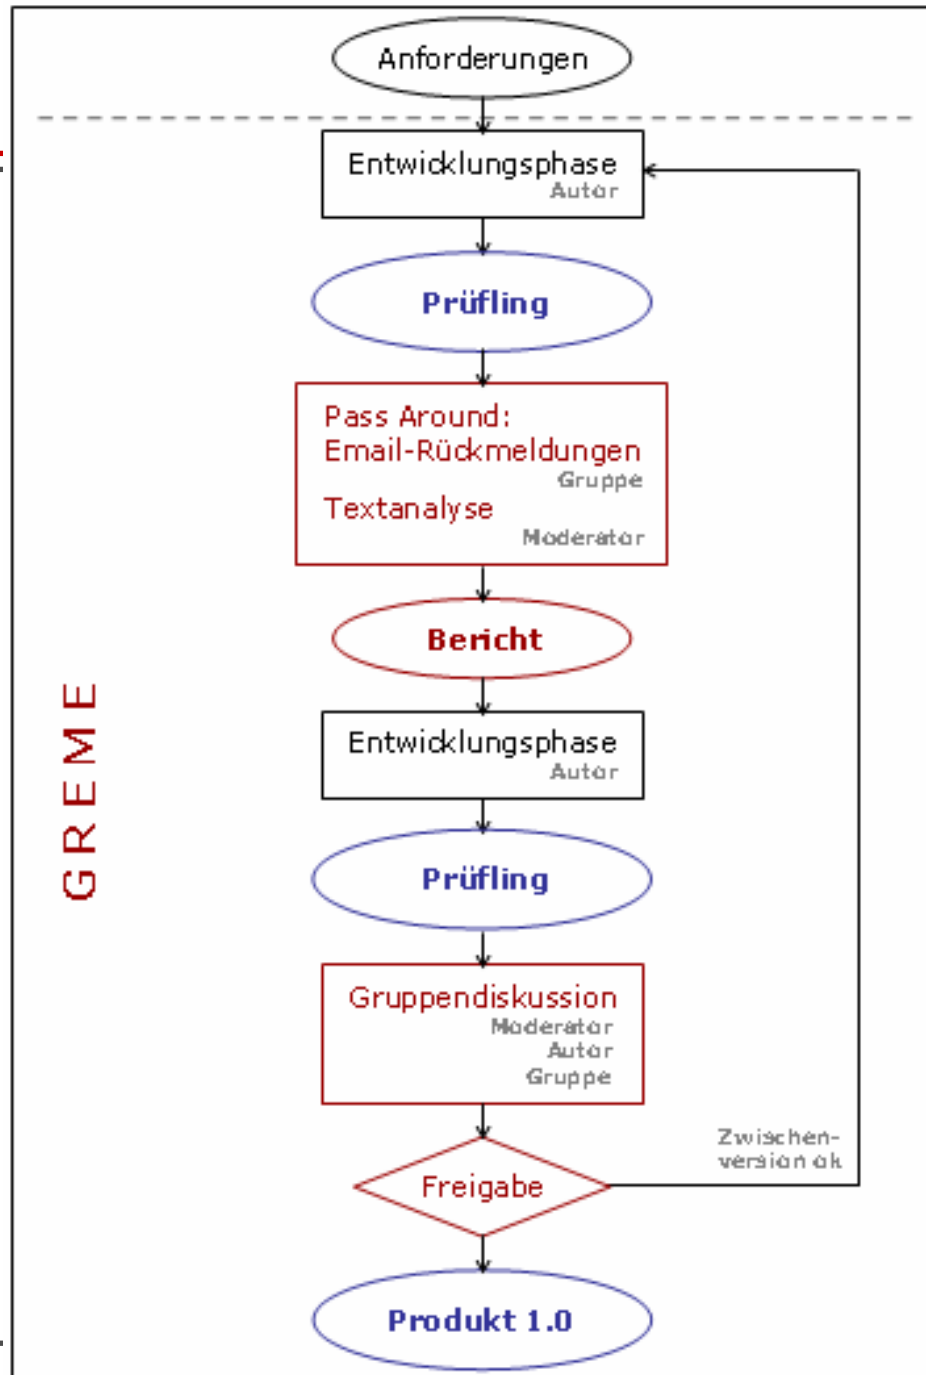 Anforderungen
Entwicklungsphase
Autor
Prüfling
Pass Around:
Email-Rückmeldungen
Gruppe
Textanalyse
Moderator
Bericht
Entwicklungsphase
Autor
Prüfling
Gruppendiskussion
Moderator
Autor
Gruppe
Zwischen-
version ok
Freigabe
Produkt 1.0
GREME